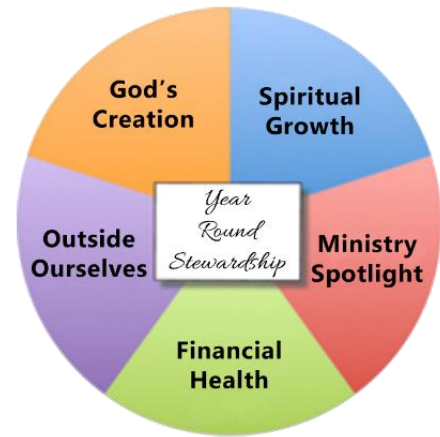 God's
Creation
Spiritual
Growth
Year
Round
Stewardship
Outside
Ourselves
Ministry
Spotlight
Financial
Health